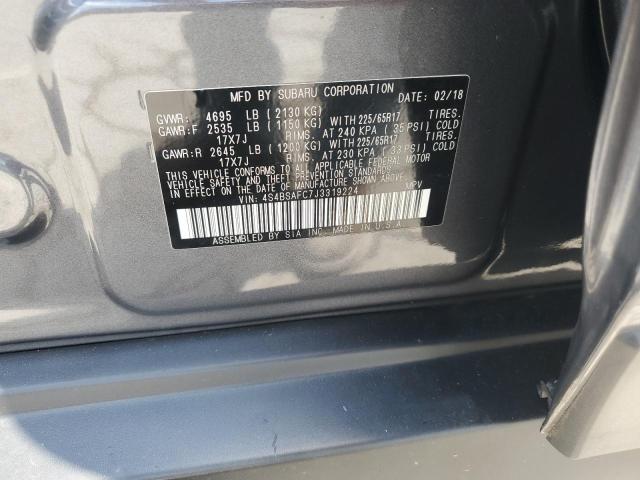 MFD BY SUBARU CORPORATION DATE: 02/18
GVWR: 4695 LB ( 2130 KG)
GAWR:F 2535 LB ( 1150 KG) WITH 225/65R17 TIRES.
17X7J RIMS. AT 240 KPA ( 35 PSI) COLD
GAWR:R 2645 LB ( 1200 KG) WITH 225/65R17 TIRES.
17X7J RIMS. AT 230 KPA ( 33 PSI) COLD
THIS VEHICLE CONFORMS TO ALL APPLICABLE FEDERAL MOTOR
VEHICLE SAFETY AND EMISSIONS
STANDARDS IN EFFECT ON THE DATE OF MANUFACTURE SHOWN ABOVE.
VIN: 4S4BSAFC7J3319224 MPV
ASSEMBLED BY SIA INC. MADE IN U.S.A.